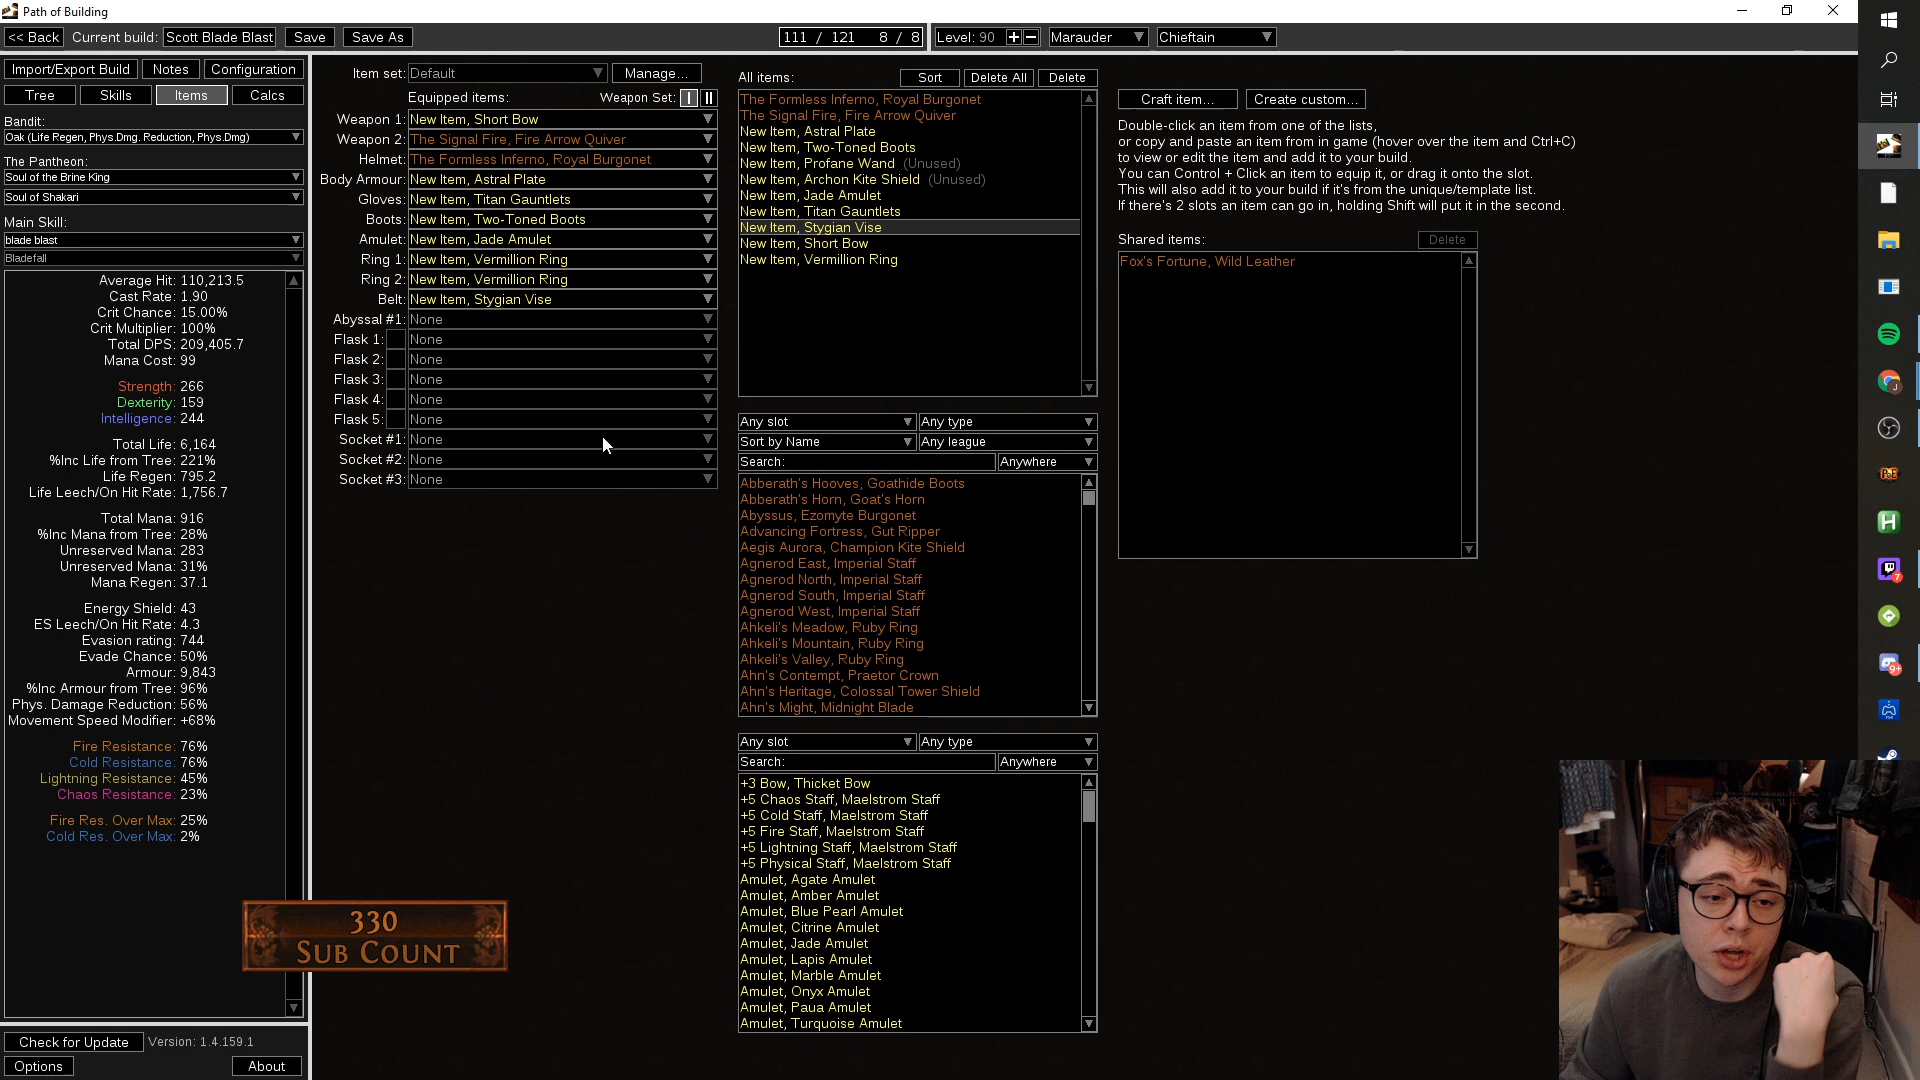 Path of Building
<< Back
Current build:
Scott Blade Blast
Save
Save As
111 / 121   8 / 8
Level: 90
+
Marauder
Chieftain
Import/Export Build
Notes
Configuration
Tree
Skills
Items
Calcs
Bandit:
Oak (Life Regen, Phys.Dmg. Reduction, Phys.Dmg)
The Pantheon:
Soul of the Brine King
Soul of Shakari
Main Skill:
blade blast
Bladefall
Average Hit: 110,213.5
Cast Rate: 1.90
Crit Chance: 15.00%
Crit Multiplier: 100%
Total DPS: 209,405.7
Mana Cost: 99
Strength: 266
Dexterity: 159
Intelligence: 244
Total Life: 6,164
%Inc Life from Tree: 221%
Life Regen: 795.2
Life Leech/On Hit Rate: 1,756.7
Total Mana: 916
%Inc Mana from Tree: 28%
Unreserved Mana: 283
Unreserved Mana: 31%
Mana Regen: 37.1
Energy Shield: 43
ES Leech/On Hit Rate: 4.3
Evasion rating: 744
Evade Chance: 50%
Armour: 9,843
%Inc Armour from Tree: 96%
Phys. Damage Reduction: 56%
Movement Speed Modifier: +68%
Fire Resistance: 76%
Cold Resistance: 76%
Lightning Resistance: 45%
Chaos Resistance: 23%
Fire Res. Over Max: 25%
Cold Res. Over Max: 2%
330
Sub Count
Check for Update
Version: 1.4.159.1
Options
About
Item set: Default
Manage...
Equipped items:
Weapon Set: I II
Weapon 1: New Item, Short Bow
Weapon 2: The Signal Fire, Fire Arrow Quiver
Helmet: The Formless Inferno, Royal Burgonet
Body Armour: New Item, Astral Plate
Gloves: New Item, Titan Gauntlets
Boots: New Item, Two-Toned Boots
Amulet: New Item, Jade Amulet
Ring 1: New Item, Vermillion Ring
Ring 2: New Item, Vermillion Ring
Belt: New Item, Stygian Vise
Abyssal #1: None
Flask 1: None
Flask 2: None
Flask 3: None
Flask 4: None
Flask 5: None
Socket #1: None
Socket #2: None
Socket #3: None
All items:
Sort
Delete All
Delete
The Formless Inferno, Royal Burgonet
The Signal Fire, Fire Arrow Quiver
New Item, Astral Plate
New Item, Two-Toned Boots
New Item, Profane Wand (Unused)
New Item, Archon Kite Shield (Unused)
New Item, Jade Amulet
New Item, Titan Gauntlets
New Item, Stygian Vise
New Item, Short Bow
New Item, Vermillion Ring
Any slot
Any type
Sort by Name
Any league
Search:
Anywhere
Abberath's Hooves, Goathide Boots
Abberath's Horn, Goat's Horn
Abyssus, Ezomyte Burgonet
Advancing Fortress, Gut Ripper
Aegis Aurora, Champion Kite Shield
Agnerod East, Imperial Staff
Agnerod North, Imperial Staff
Agnerod South, Imperial Staff
Agnerod West, Imperial Staff
Ahkeli's Meadow, Ruby Ring
Ahkeli's Mountain, Ruby Ring
Ahkeli's Valley, Ruby Ring
Ahn's Contempt, Praetor Crown
Ahn's Heritage, Colossal Tower Shield
Ahn's Might, Midnight Blade
Any slot
Any type
Search:
Anywhere
+3 Bow, Thicket Bow
+5 Chaos Staff, Maelstrom Staff
+5 Cold Staff, Maelstrom Staff
+5 Fire Staff, Maelstrom Staff
+5 Lightning Staff, Maelstrom Staff
+5 Physical Staff, Maelstrom Staff
Amulet, Agate Amulet
Amulet, Amber Amulet
Amulet, Blue Pearl Amulet
Amulet, Citrine Amulet
Amulet, Jade Amulet
Amulet, Lapis Amulet
Amulet, Marble Amulet
Amulet, Onyx Amulet
Amulet, Paua Amulet
Amulet, Turquoise Amulet
Craft item...
Create custom...
Double-click an item from one of the lists,
or copy and paste an item from in game (hover over the item and Ctrl+C)
to view or edit the item and add it to your build.
You can Control + Click an item to equip it, or drag it onto the slot.
This will also add it to your build if it's from the unique/template list.
If there's 2 slots an item can go in, holding Shift will put it in the second.
Shared items:
Delete
Fox's Fortune, Wild Leather
J
PoE
H
7
9+